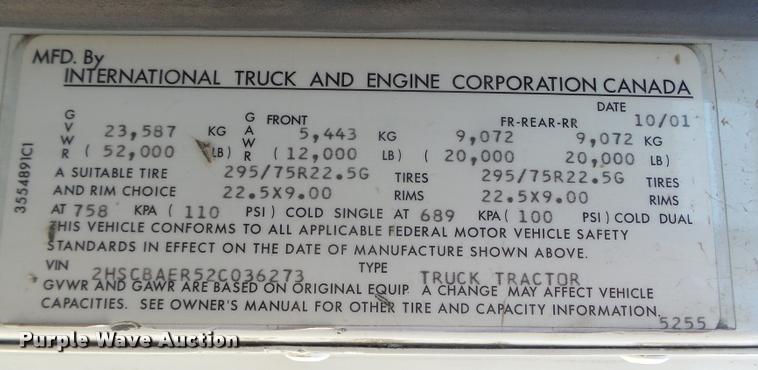 MFD. By
INTERNATIONAL TRUCK AND ENGINE CORPORATION CANADA
DATE 10/01
GVWR 23,587 KG GAWR FRONT 5,443 KG FR-REAR-RR 9,072 9,072 KG
( 52,000 LB) ( 12,000 LB) ( 20,000 20,000 LB)
A SUITABLE TIRE 295/75R22.5G TIRES 295/75R22.5G TIRES
AND RIM CHOICE 22.5X9.00 RIMS 22.5X9.00 RIMS
AT 758 KPA ( 110 PSI) COLD SINGLE AT 689 KPA ( 100 PSI) COLD DUAL
THIS VEHICLE CONFORMS TO ALL APPLICABLE FEDERAL MOTOR VEHICLE SAFETY
STANDARDS IN EFFECT ON THE DATE OF MANUFACTURE SHOWN ABOVE.
VIN 2HSCBAER52C036273 TYPE TRUCK TRACTOR
GVWR AND GAWR ARE BASED ON ORIGINAL EQUIP. A CHANGE MAY AFFECT VEHICLE
CAPACITIES. SEE OWNER'S MANUAL FOR OTHER TIRE AND CAPACITY INFORMATION.
5255
3554891C1
Purple Wave Auction